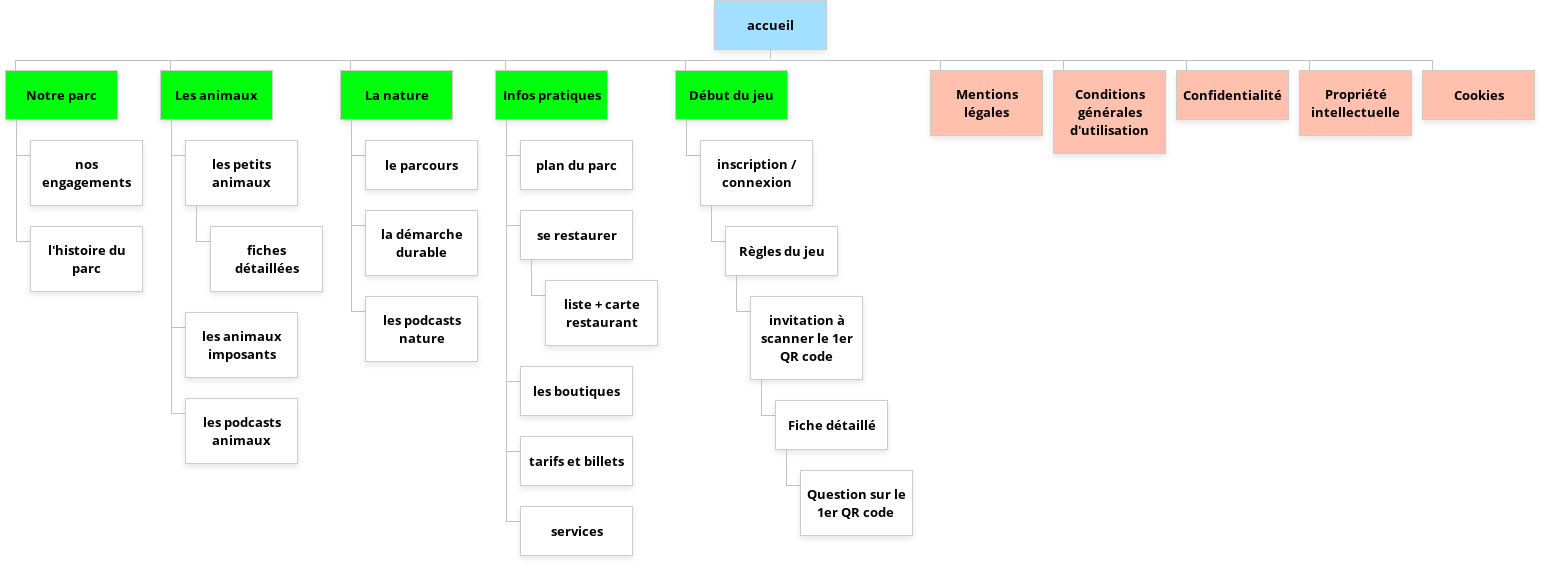 accueil
Notre parc
nos
engagements
l'histoire du
parc
Les animaux
les petits
animaux
fiches
détaillées
les animaux
imposants
les podcasts
animaux
La nature
le parcours
la démarche
durable
les podcasts
nature
Infos pratiques
plan du parc
se restaurer
liste + carte
restaurant
les boutiques
tarifs et billets
services
Début du jeu
inscription /
connexion
Règles du jeu
invitation à
scanner le 1er
QR code
Fiche détaillé
Question sur le
1er QR code
Mentions
légales
Conditions
générales
d'utilisation
Confidentialité
Propriété
intellectuelle
Cookies